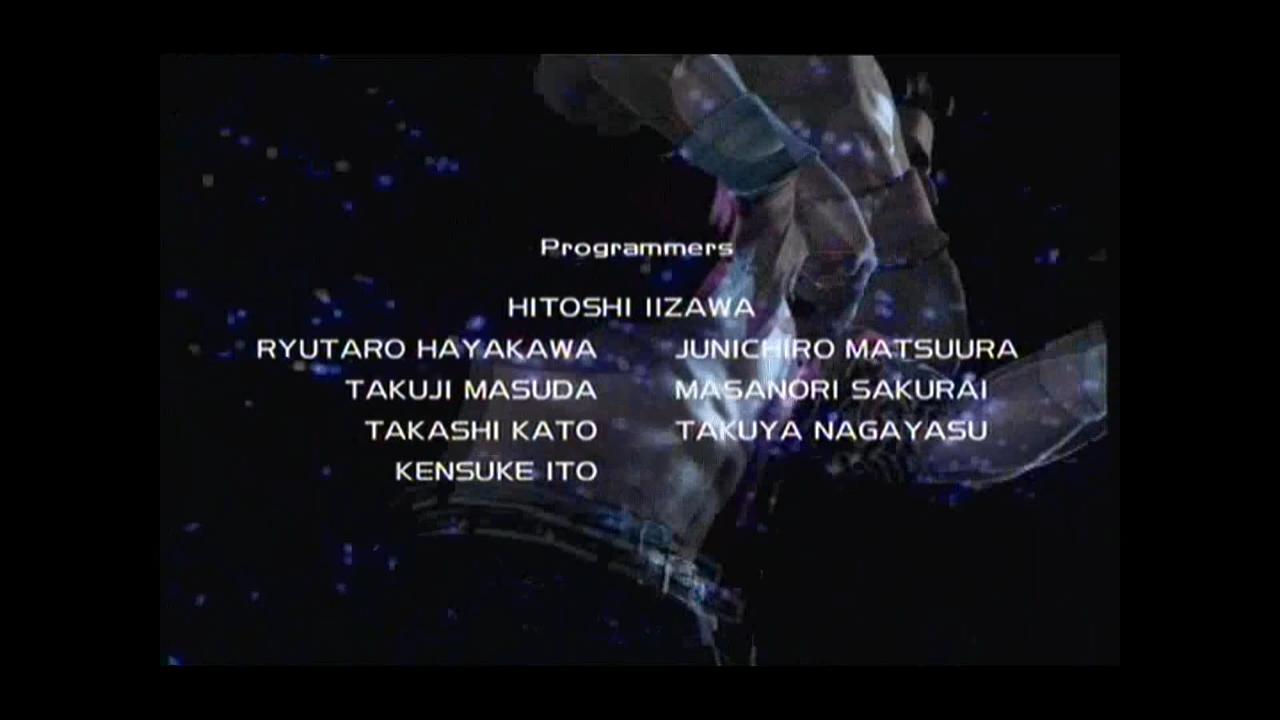 Programmers
HITOSHI IIZAWA
RYUTARO HAYAKAWA JUNICHIRO MATSUURA
TAKUJI MASUDA MASANORI SAKURAI
TAKASHI KATO TAKUYA NAGAYASU
KENSUKE ITO